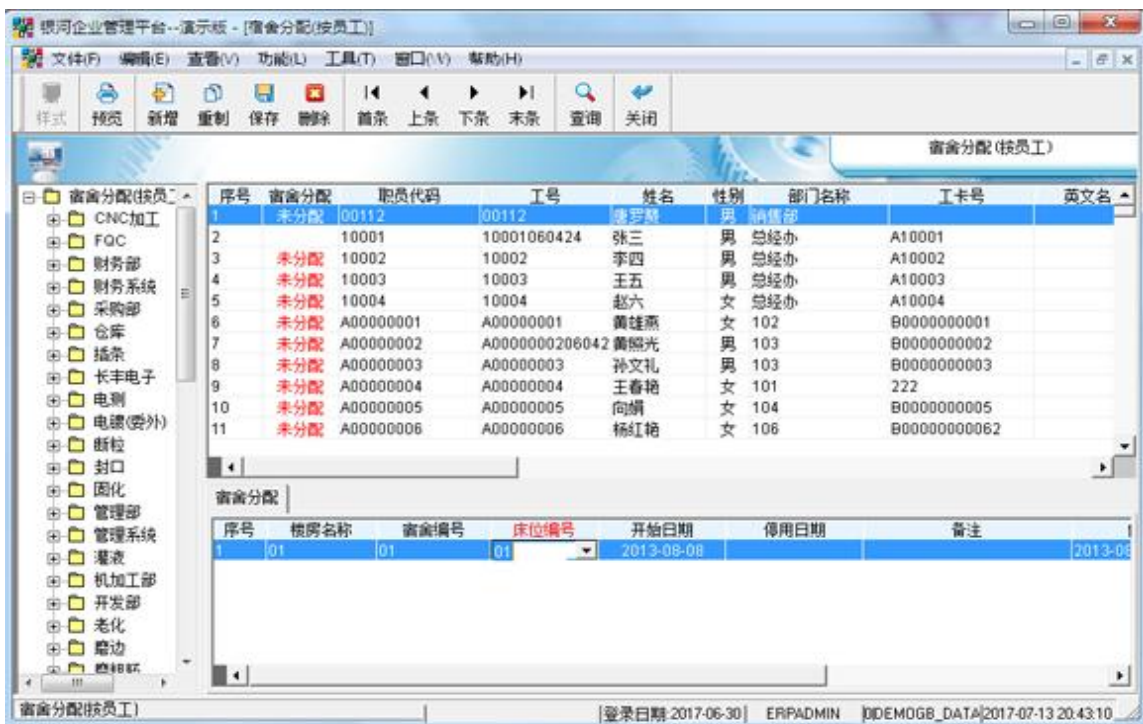 银河企业管理平台--演示版 - [宿舍分配(按员工)]
文件(F) 编辑(E) 查看(V) 功能(L) 工具(T) 窗口(W) 帮助(H)
样式 预览 新增 重制 保存 删除 首条 上条 下条 末条 查询 关闭
宿舍分配(按员工)
宿舍分配(按员工
CNC加工
FQC
财务部
财务系统
采购部
仓库
插条
长丰电子
电测
电镀(委外)
断粒
封口
固化
管理部
管理系统
灌液
机加工部
开发部
老化
磨边
序号 宿舍分配 职员代码 工号 姓名 性别 部门名称 工卡号 英文名
1 未分配 00112 00112 男 销售部
2 10001 10001060424 张三 男 总经办 A10001
3 未分配 10002 10002 李四 男 总经办 A10002
4 未分配 10003 10003 王五 男 总经办 A10003
5 未分配 10004 10004 赵六 女 总经办 A10004
6 未分配 A00000001 A00000001 黄雄燕 女 102 B0000000001
7 未分配 A00000002 A0000000206042 黄照光 男 103 B0000000002
8 未分配 A00000003 A00000003 孙文礼 男 103 B0000000003
9 未分配 A00000004 A00000004 王春艳 女 101 222
10 未分配 A00000005 A00000005 向娟 女 104 B0000000005
11 未分配 A00000006 A00000006 杨红艳 女 106 B00000000062
宿舍分配
序号 楼房名称 宿舍编号 床位编号 开始日期 停用日期 备注
1 01 01 01 2013-08-08 2013-08
宿舍分配(按员工) 登录日期:2017-06-30 ERPADMIN DEMOGB_DATA 2017-07-13 20:43:10